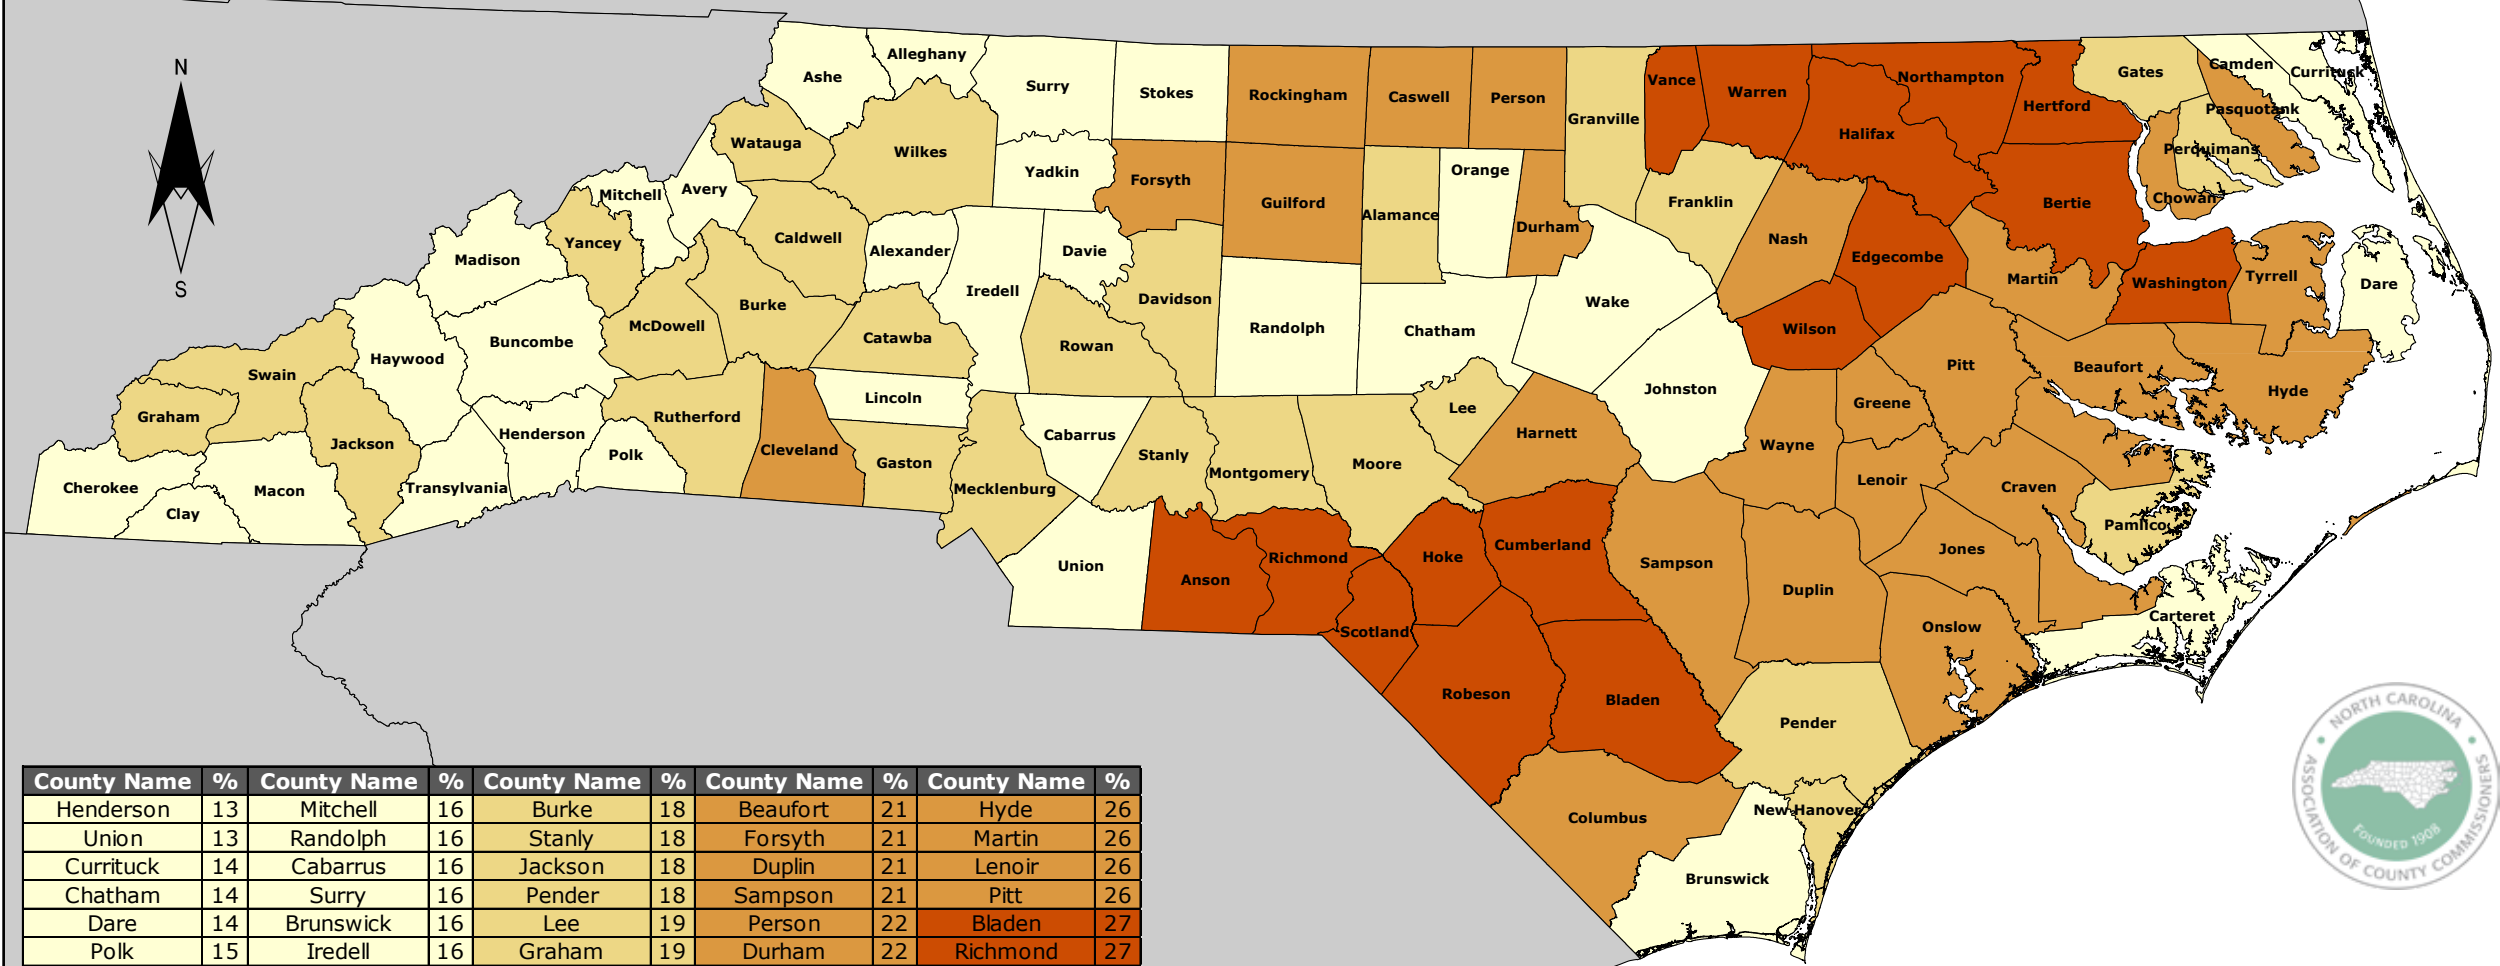 N
S
Ashe
Alleghany
Surry
Stokes
Rockingham
Caswell
Person
Granville
Vance
Warren
Northampton
Halifax
Hertford
Gates
Camden
Currituck
Pasquotank
Perquimans
Chowan
Bertie
Watauga
Wilkes
Yadkin
Forsyth
Guilford
Alamance
Orange
Durham
Franklin
Nash
Edgecombe
Martin
Washington
Tyrrell
Dare
Mitchell
Avery
Yancey
Caldwell
Alexander
Davie
Iredell
Davidson
Randolph
Chatham
Wake
Wilson
Madison
Buncombe
McDowell
Burke
Catawba
Rowan
Johnston
Pitt
Beaufort
Hyde
Haywood
Swain
Graham
Jackson
Rutherford
Cleveland
Lincoln
Gaston
Cabarrus
Stanly
Montgomery
Moore
Lee
Harnett
Wayne
Greene
Lenoir
Craven
Pamlico
Cherokee
Clay
Macon
Transylvania
Henderson
Polk
Mecklenburg
Union
Anson
Richmond
Scotland
Hoke
Cumberland
Sampson
Duplin
Jones
Onslow
Carteret
Robeson
Bladen
Pender
Columbus
New Hanover
Brunswick
County Name % County Name % County Name % County Name % County Name %
Henderson 13 Mitchell 16 Burke 18 Beaufort 21 Hyde 26
Union 13 Randolph 16 Stanly 18 Forsyth 21 Martin 26
Currituck 14 Cabarrus 16 Jackson 18 Duplin 21 Lenoir 26
Chatham 14 Surry 16 Pender 18 Sampson 21 Pitt 26
Dare 14 Brunswick 16 Lee 19 Person 22 Bladen 27
Polk 15 Iredell 16 Graham 19 Durham 22 Richmond 27
NORTH CAROLINA
ASSOCIATION OF COUNTY COMMISSIONERS
FOUNDED 1908